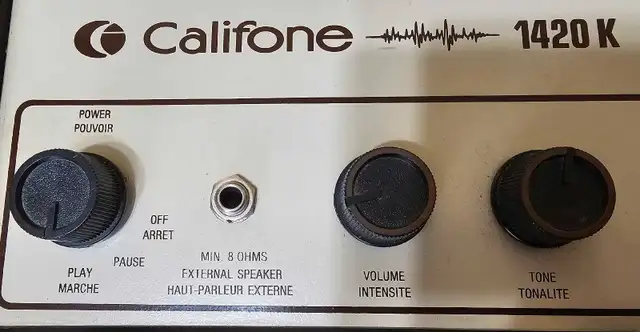 Califone 1420 K
POWER
POUVOIR
OFF
ARRET
PAUSE
PLAY
MARCHE
MIN. 8 OHMS
EXTERNAL SPEAKER
HAUT-PARLEUR EXTERNE
VOLUME
INTENSITE
TONE
TONALITE